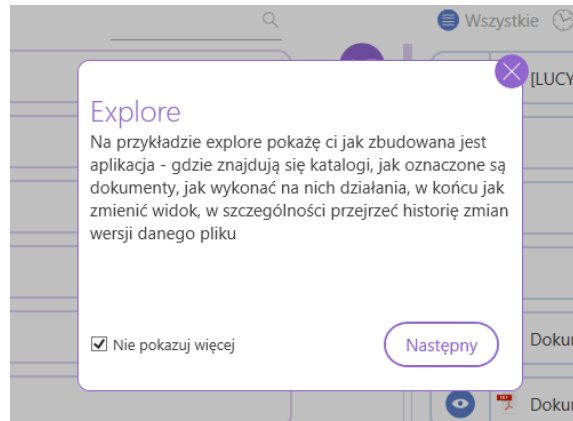 Wszystkie
[LUCY
Explore
Na przykładzie explore pokażę ci jak zbudowana jest
aplikacja - gdzie znajdują się katalogi, jak oznaczone są
dokumenty, jak wykonać na nich działania, w końcu jak
zmienić widok, w szczególności przejrzeć historię zmian
wersji danego pliku
Nie pokazuj więcej
Następny
Dokum
Dokum